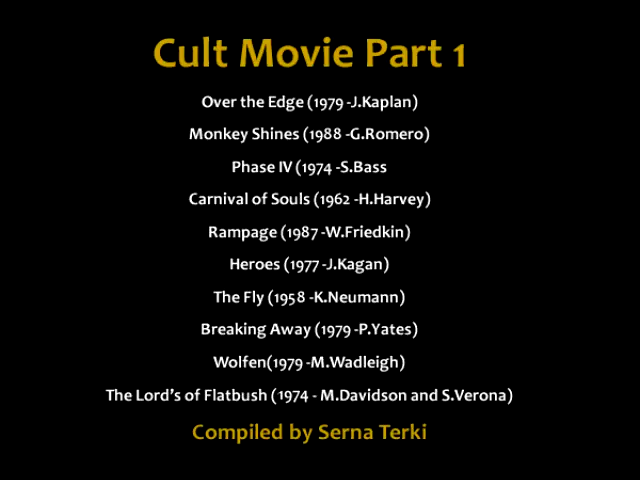 Cult Movie Part 1
Over the Edge (1979 -J.Kaplan)
Monkey Shines (1988 -G.Romero)
Phase IV (1974 -S.Bass
Carnival of Souls (1962 -H.Harvey)
Rampage (1987 -W.Friedkin)
Heroes (1977 -J.Kagan)
The Fly (1958 -K.Neumann)
Breaking Away (1979 -P.Yates)
Wolfen(1979 -M.Wadleigh)
The Lord's of Flatbush (1974 - M.Davidson and S.Verona)
Compiled by Serna Terki